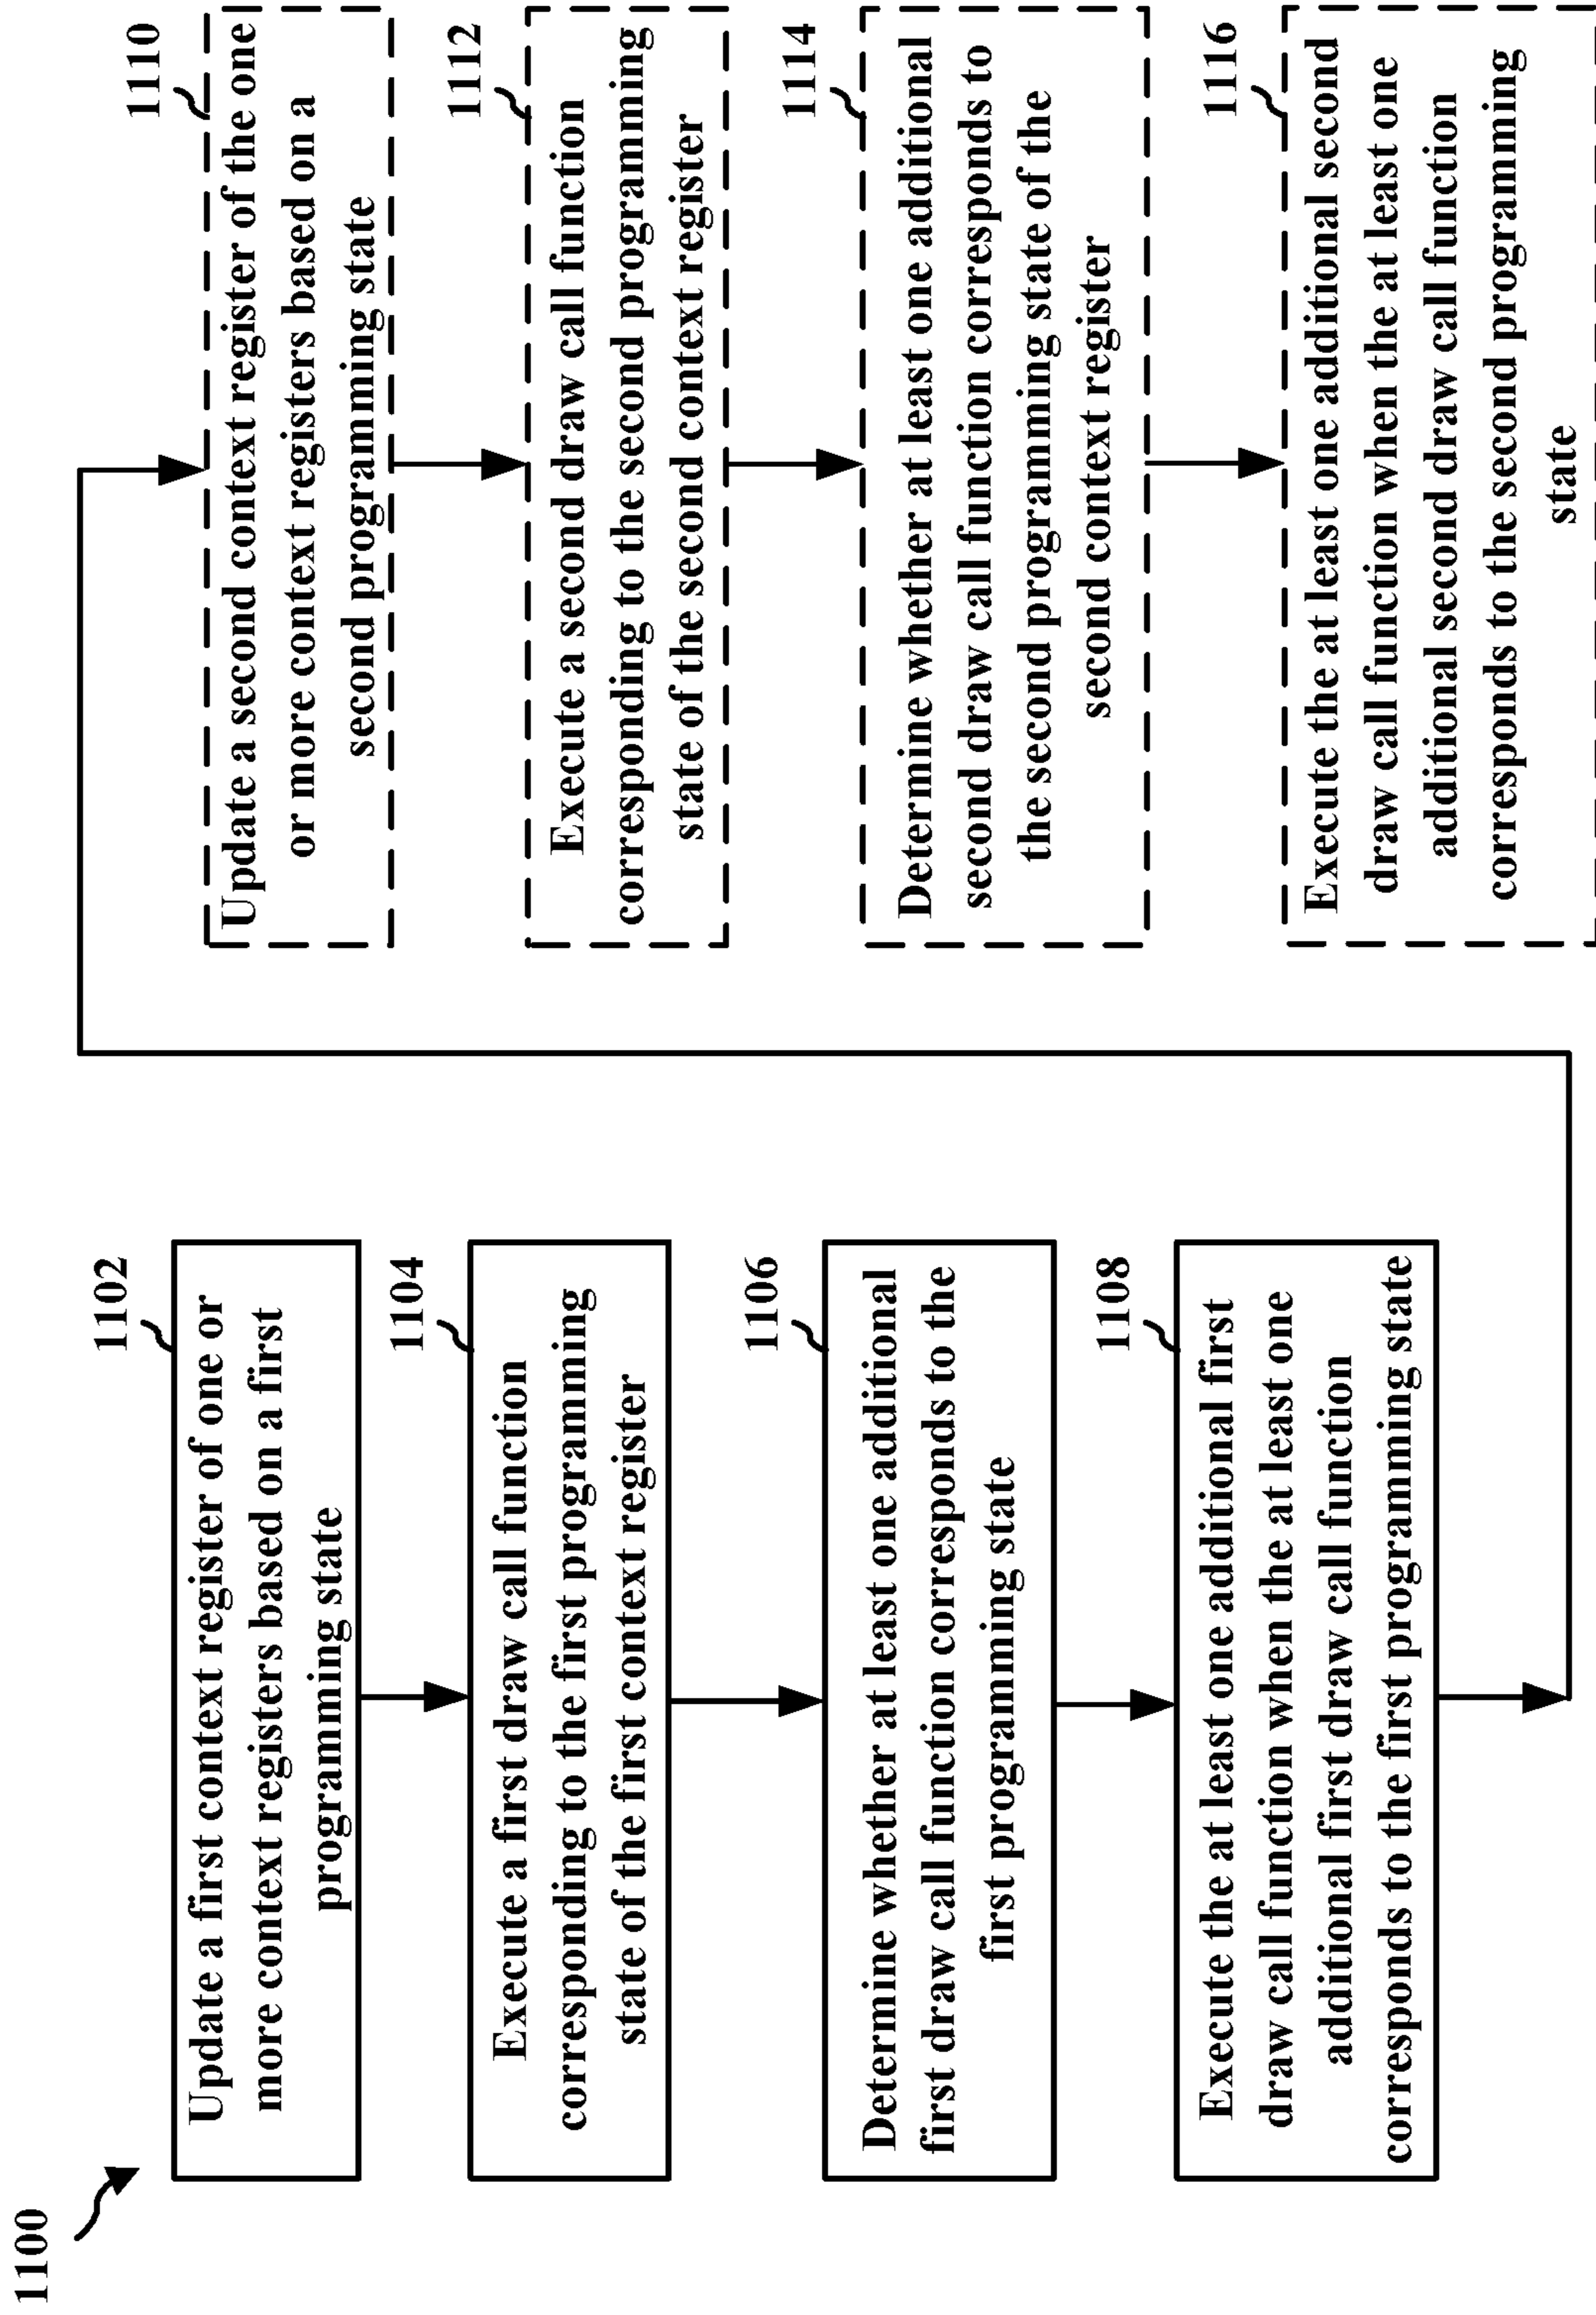 1100
1102
Update a first context register of one or
more context registers based on a first
programming state
1104
Execute a first draw call function
corresponding to the first programming
state of the first context register
1106
Determine whether at least one additional
first draw call function corresponds to the
first programming state
1108
Execute the at least one additional first
draw call function when the at least one
additional first draw call function
corresponds to the first programming state
1110
Update a second context register of the one
or more context registers based on a
second programming state
1112
Execute a second draw call function
corresponding to the second programming
state of the second context register
1114
Determine whether at least one additional
second draw call function corresponds to
the second programming state of the
second context register
1116
Execute the at least one additional second
draw call function when the at least one
additional second draw call function
corresponds to the second programming
state